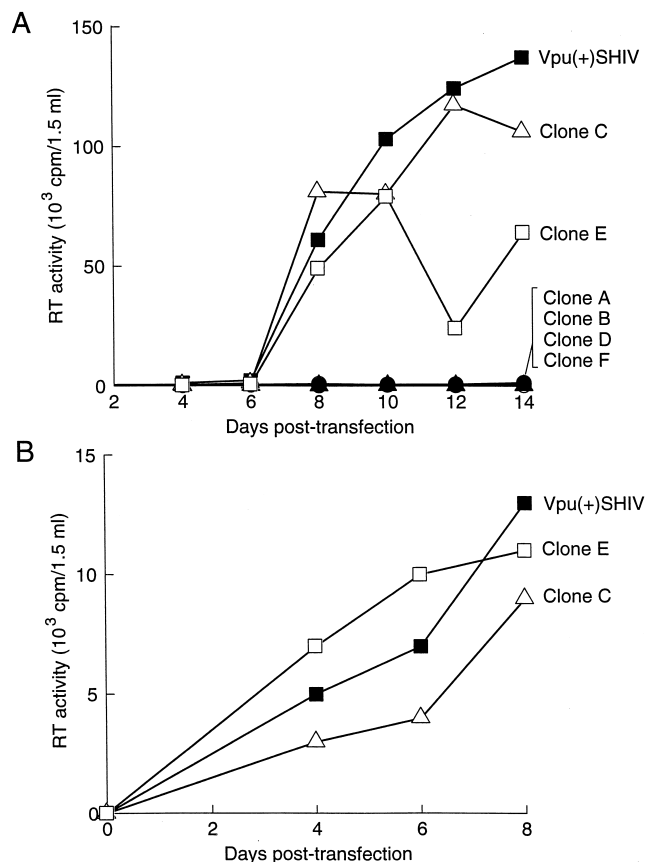 A
150
100
50
0
RT activity (10³ cpm/1.5 ml)
Vpu(+)SHIV
Clone C
Clone E
Clone A
Clone B
Clone D
Clone F
2 4 6 8 10 12 14
Days post-transfection
B
15
10
5
0
RT activity (10³ cpm/1.5 ml)
Vpu(+)SHIV
Clone E
Clone C
0 2 4 6 8
Days post-transfection